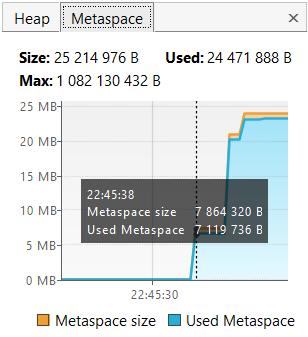 Heap Metaspace ×
Size: 25 214 976 B Used: 24 471 888 B
Max: 1 082 130 432 B
25 MB
20 MB
15 MB
22:45:38
Metaspace size 7 864 320 B
10 MB
Used Metaspace 7 119 736 B
5 MB
0 MB
22:45:30
Metaspace size Used Metaspace